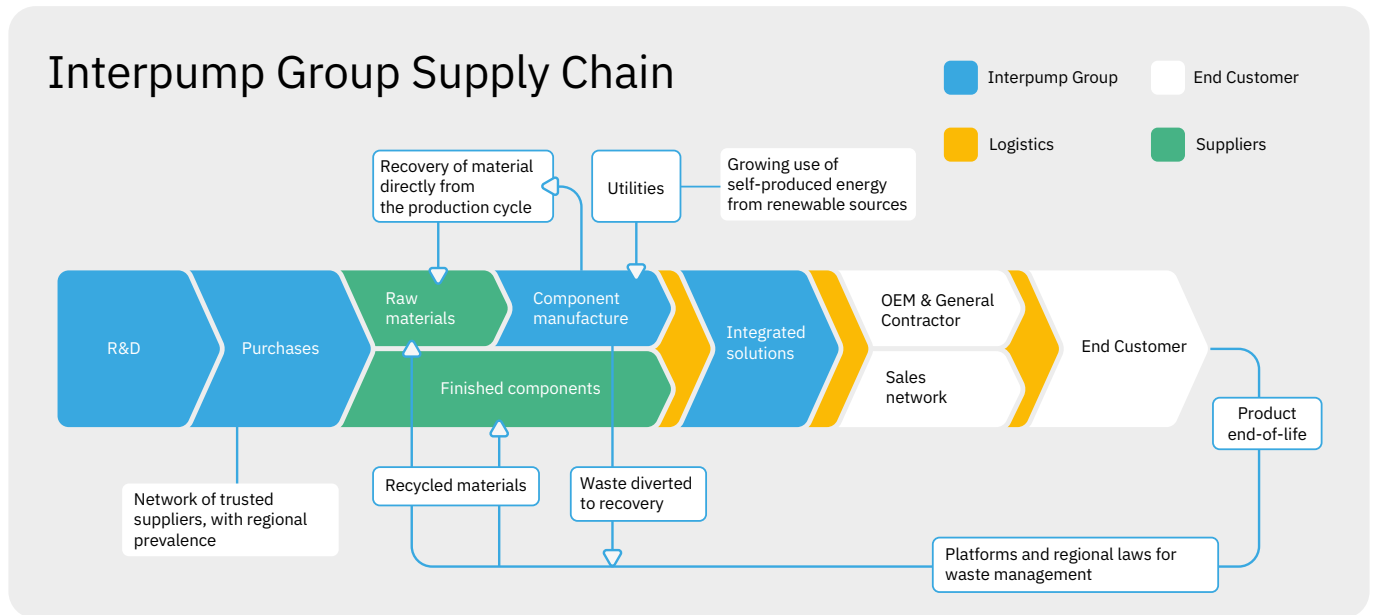 Interpump Group Supply Chain
Interpump Group
End Customer
Logistics
Suppliers
Recovery of material
directly from
the production cycle
Utilities
Growing use of
self-produced energy
from renewable sources
R&D
Purchases
Raw
materials
Component
manufacture
Finished components
Integrated
solutions
OEM & General
Contractor
Sales
network
End Customer
Product
end-of-life
Network of trusted
suppliers, with regional
prevalence
Recycled materials
Waste diverted
to recovery
Platforms and regional laws for
waste management